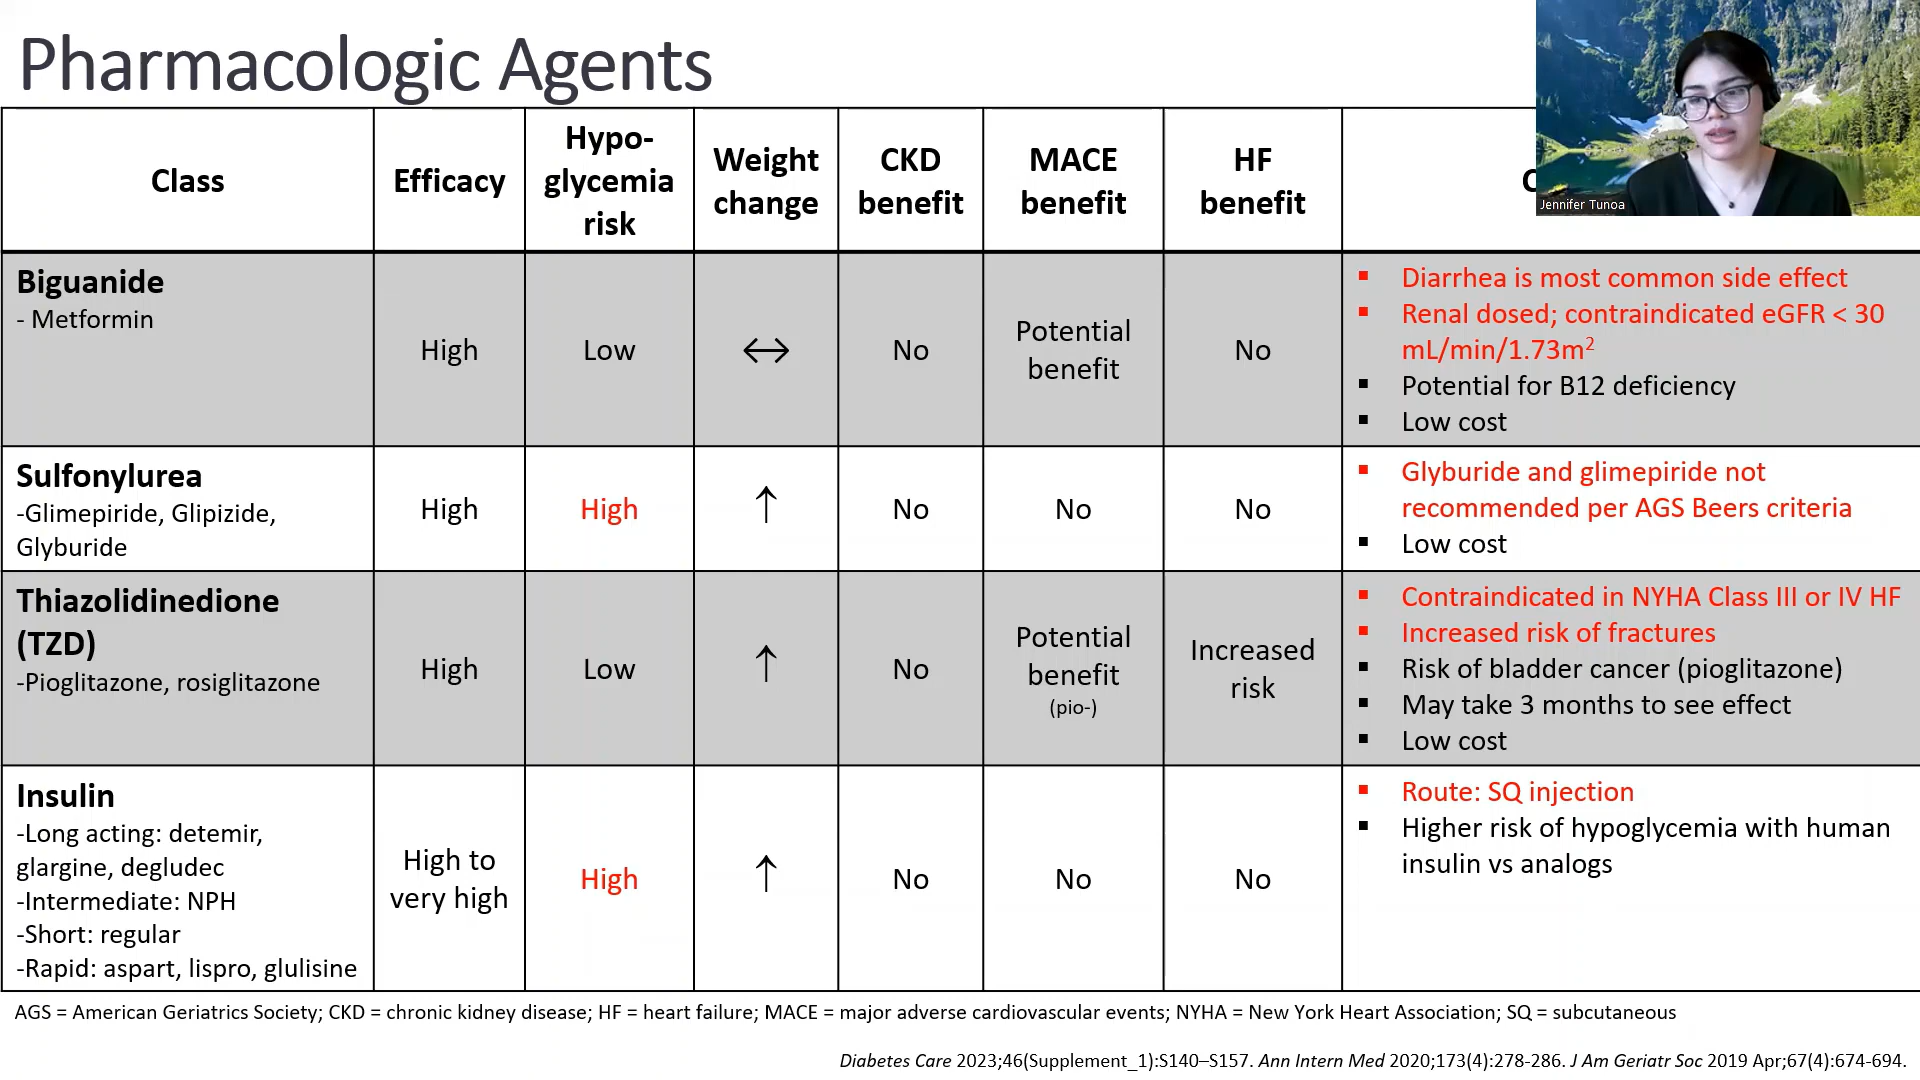 Pharmacologic Agents
Jennifer Tunoa
Class
Efficacy
Hypo-
glycemia
risk
Weight
change
CKD
benefit
MACE
benefit
HF
benefit
Biguanide
- Metformin
High
Low
↔
No
Potential
benefit
No
▪ Diarrhea is most common side effect
▪ Renal dosed; contraindicated eGFR < 30
mL/min/1.73m²
▪ Potential for B12 deficiency
▪ Low cost
Sulfonylurea
-Glimepiride, Glipizide,
Glyburide
High
High
↑
No
No
No
▪ Glyburide and glimepiride not
recommended per AGS Beers criteria
▪ Low cost
Thiazolidinedione
(TZD)
-Pioglitazone, rosiglitazone
High
Low
↑
No
Potential
benefit
(pio-)
Increased
risk
▪ Contraindicated in NYHA Class III or IV HF
▪ Increased risk of fractures
▪ Risk of bladder cancer (pioglitazone)
▪ May take 3 months to see effect
▪ Low cost
Insulin
-Long acting: detemir,
glargine, degludec
-Intermediate: NPH
-Short: regular
-Rapid: aspart, lispro, glulisine
High to
very high
High
↑
No
No
No
▪ Route: SQ injection
▪ Higher risk of hypoglycemia with human
insulin vs analogs
AGS = American Geriatrics Society; CKD = chronic kidney disease; HF = heart failure; MACE = major adverse cardiovascular events; NYHA = New York Heart Association; SQ = subcutaneous
Diabetes Care 2023;46(Supplement_1):S140–S157. Ann Intern Med 2020;173(4):278-286. J Am Geriatr Soc 2019 Apr;67(4):674-694.